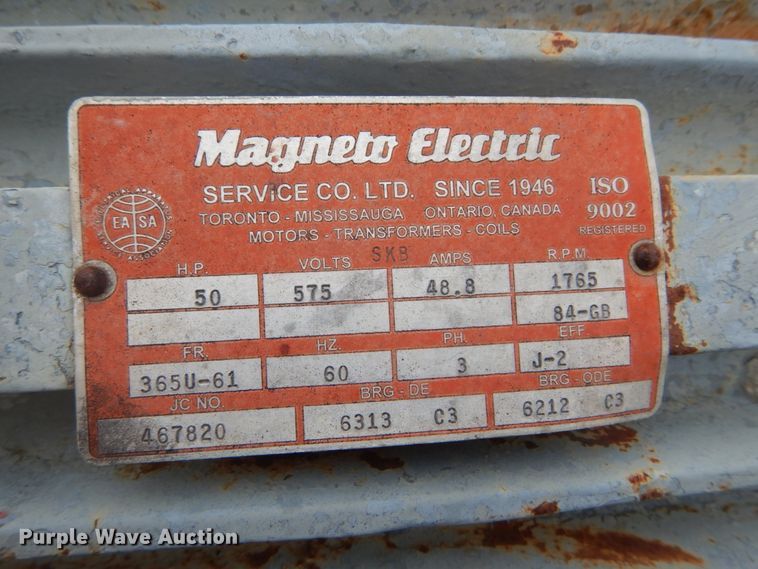 Magneto Electric
SERVICE CO. LTD. SINCE 1946
ISO
9002
REGISTERED
TORONTO - MISSISSAUGA ONTARIO, CANADA
MOTORS - TRANSFORMERS - COILS
EASA
SKB
H.P. VOLTS AMPS R.P.M.
50 575 48.8 1765
84-GB
FR. HZ. PH. EFF.
365U-61 60 3 J-2
JC NO. BRG - DE BRG - ODE
467820 6313 C3 6212 C3
Purple Wave Auction